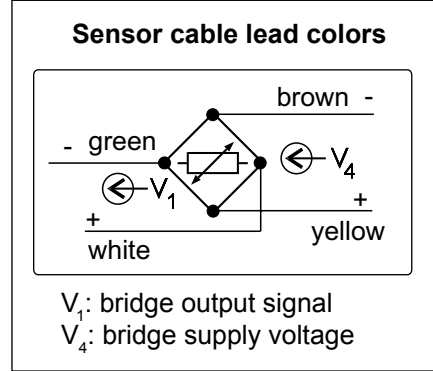 Sensor cable lead colors
brown -
- green
V4
V1
+
+
white
yellow
V1: bridge output signal
V4: bridge supply voltage